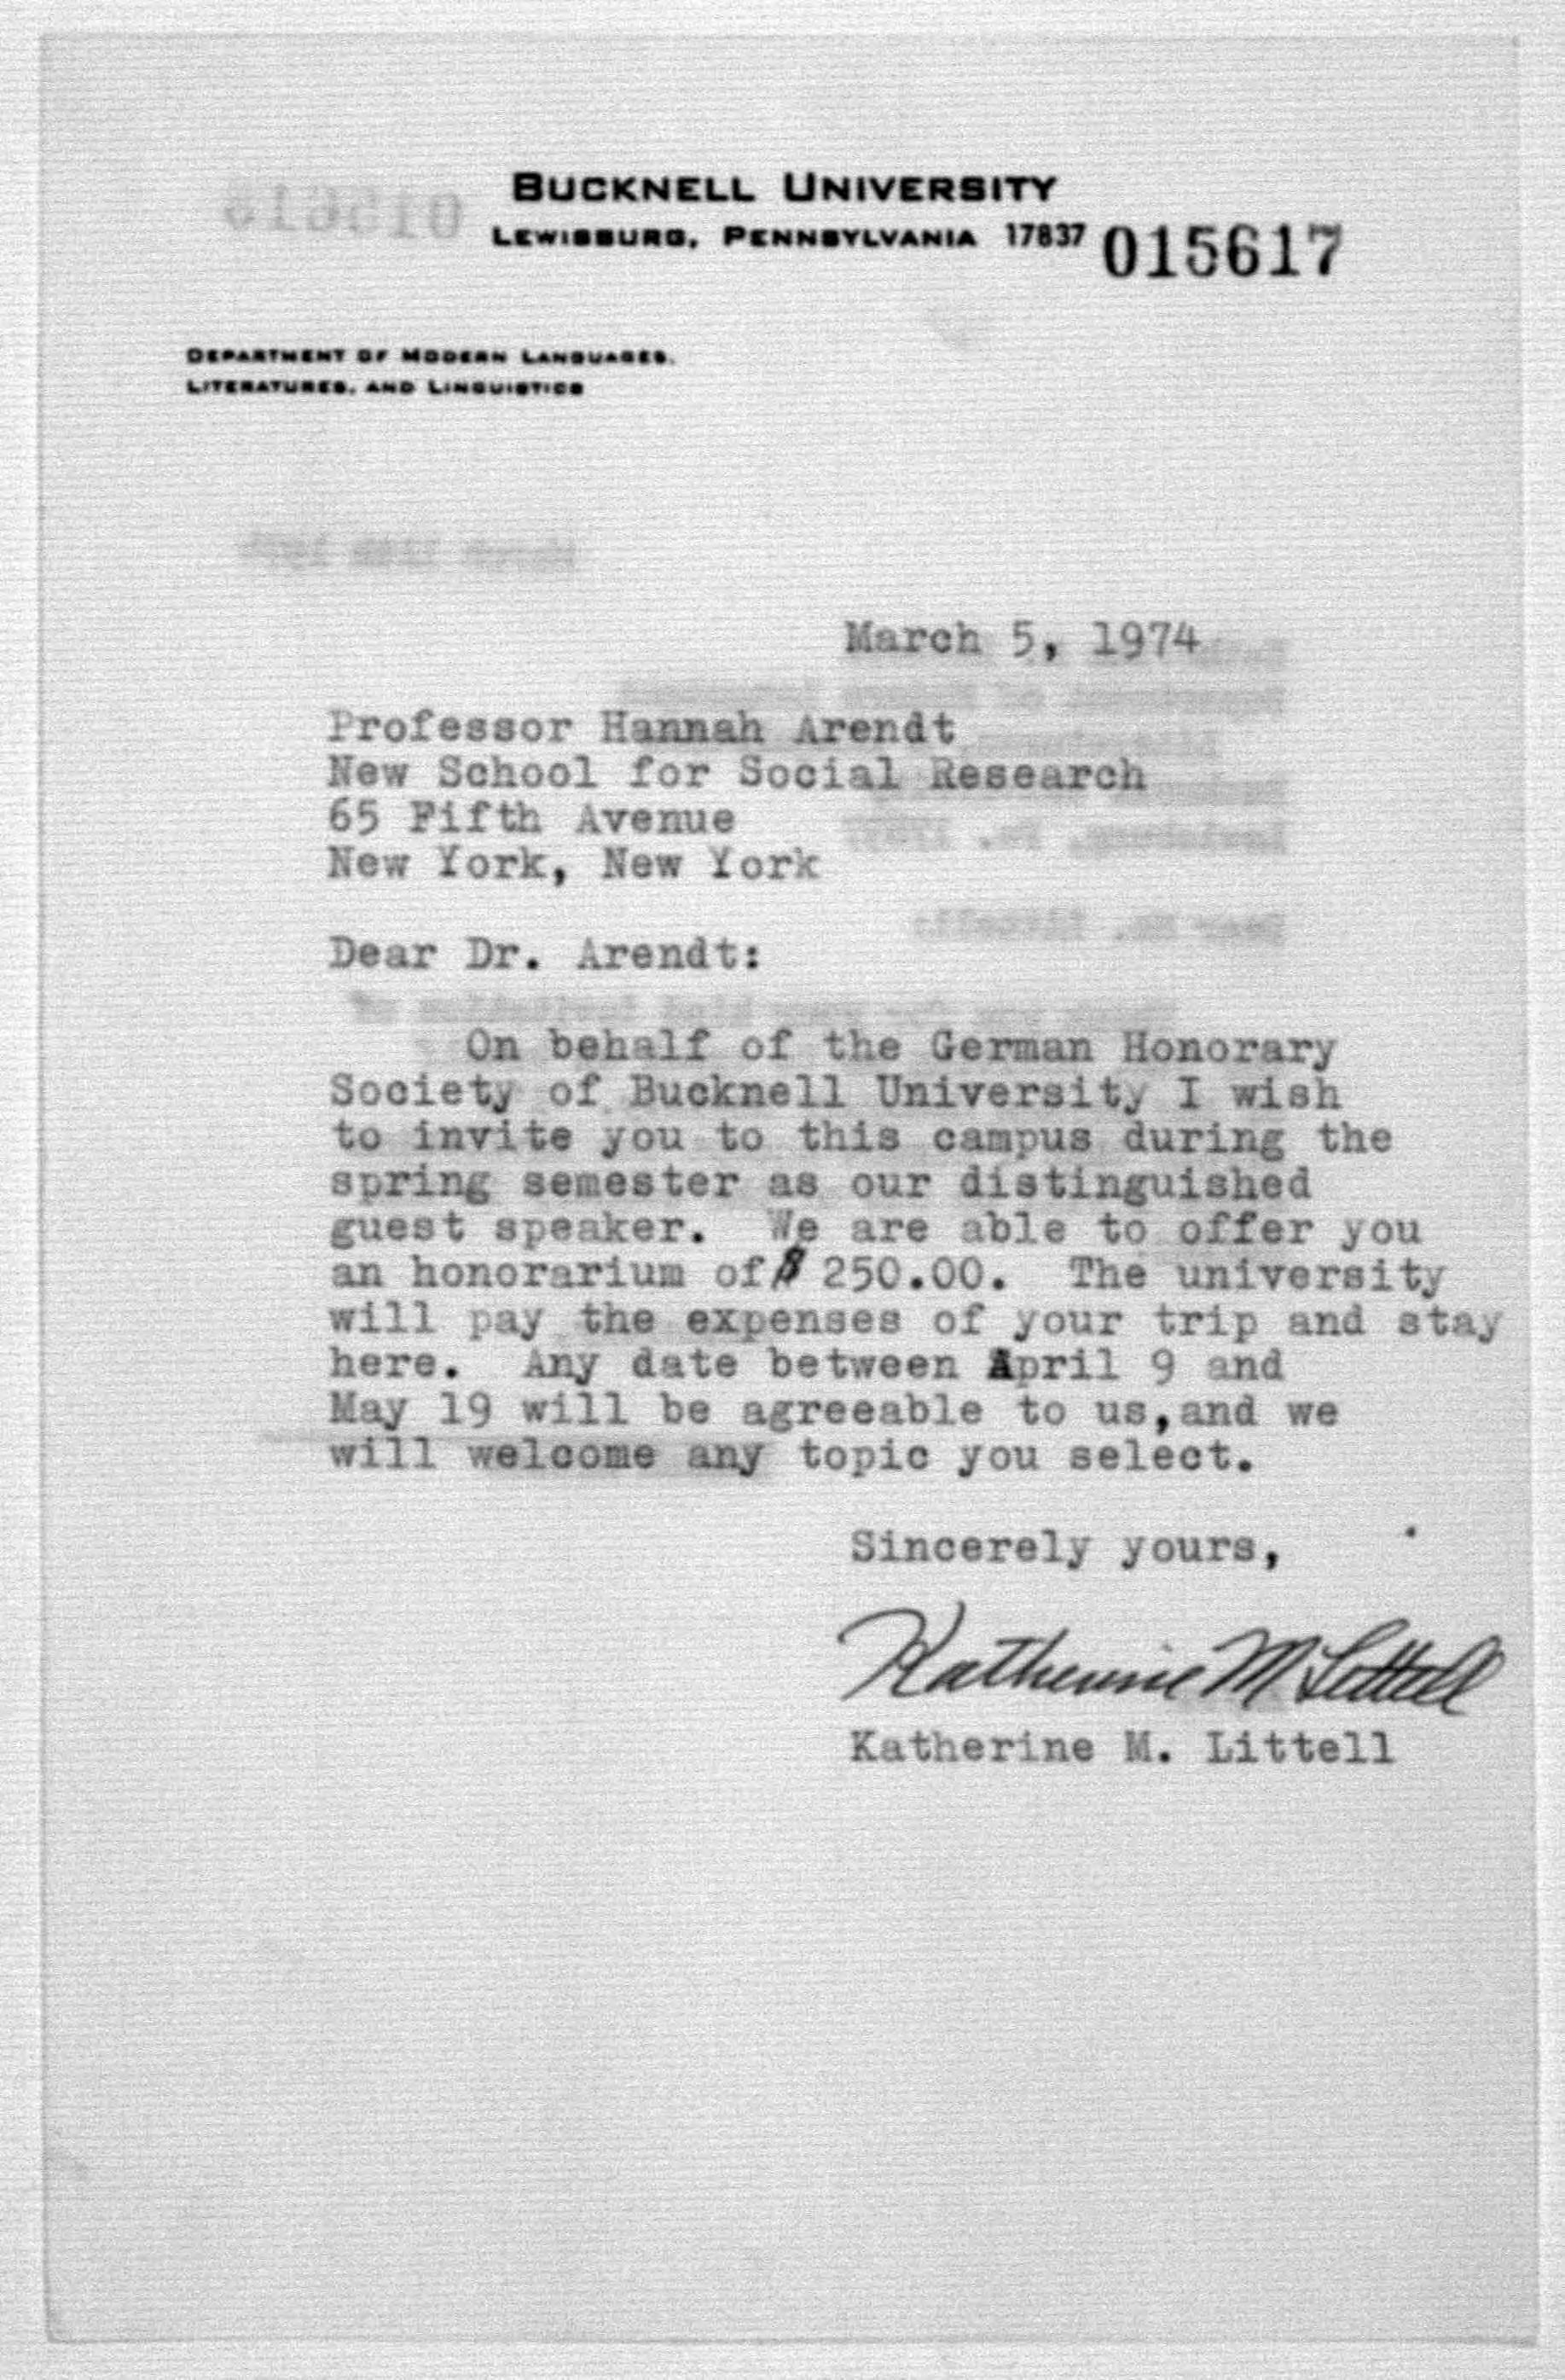 BUCKNELL UNIVERSITY
LEWISBURG, PENNSYLVANIA 17837
015617
DEPARTMENT OF MODERN LANGUAGES,
LITERATURES, AND LINGUISTICS
March 5, 1974
Professor Hannah Arendt
New School for Social Research
65 Fifth Avenue
New York, New York
Dear Dr. Arendt:
On behalf of the German Honorary
Society of Bucknell University I wish
to invite you to this campus during the
spring semester as our distinguished
guest speaker. We are able to offer you
an honorarium of $ 250.00. The university
will pay the expenses of your trip and stay
here. Any date between April 9 and
May 19 will be agreeable to us,and we
will welcome any topic you select.
Sincerely yours,
Katherine M Littell
Katherine M. Littell